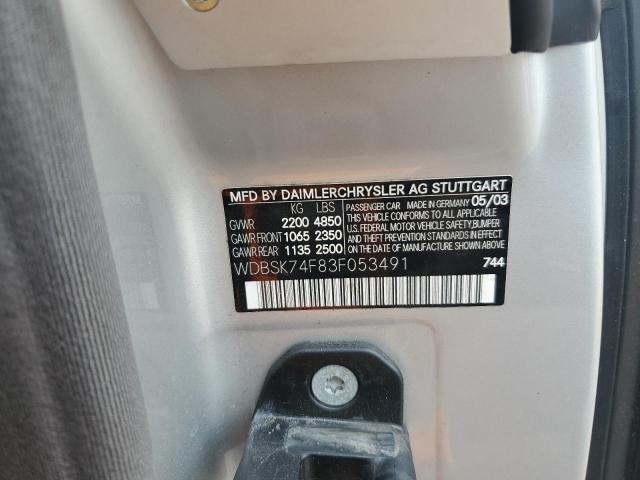 MFD BY DAIMLERCHRYSLER AG STUTTGART
KG LBS
GVWR 2200 4850
GAWR FRONT 1065 2350
GAWR REAR 1135 2500
PASSENGER CAR MADE IN GERMANY 05/03
THIS VEHICLE CONFORMS TO ALL APPLICABLE
U.S. FEDERAL MOTOR VEHICLE SAFETY, BUMPER
AND THEFT PREVENTION STANDARDS IN EFFECT
ON THE DATE OF MANUFACTURE SHOWN ABOVE
WDBSK74F83F053491 744